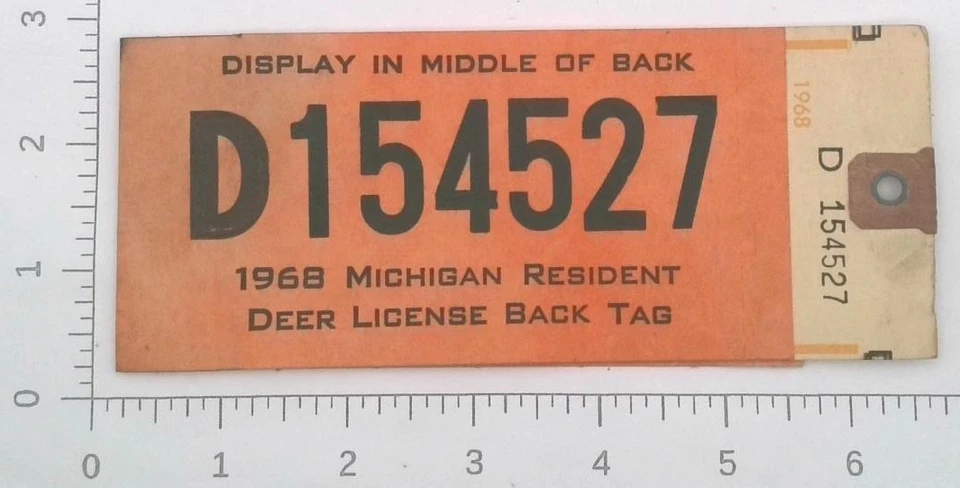 DISPLAY IN MIDDLE OF BACK
D154527
1968 MICHIGAN RESIDENT
DEER LICENSE BACK TAG
1968
D 154527
3
2
1
0
0 1 2 3 4 5 6